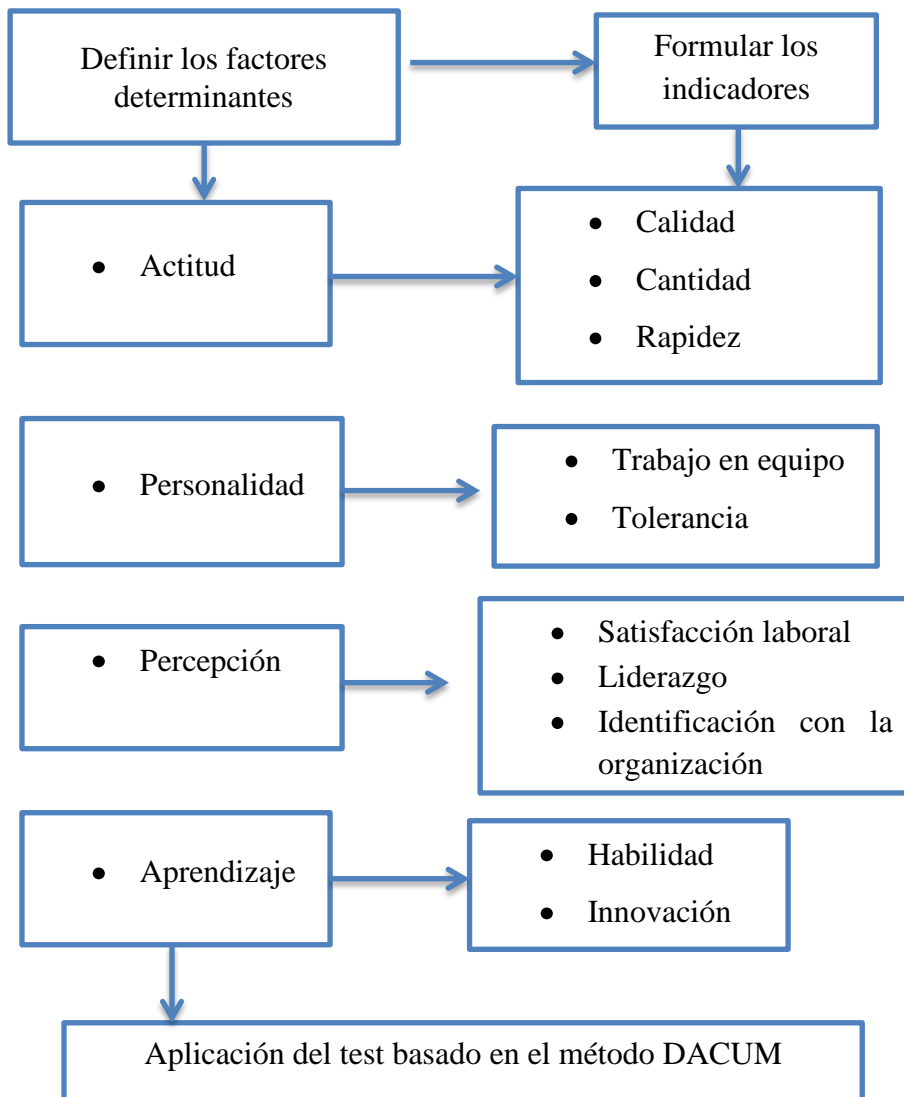 Definir los factores
determinantes
Formular los
indicadores
• Actitud
• Calidad
• Cantidad
• Rapidez
• Personalidad
• Trabajo en equipo
• Tolerancia
• Percepción
• Satisfacción laboral
• Liderazgo
• Identificación con la
organización
• Aprendizaje
• Habilidad
• Innovación
Aplicación del test basado en el método DACUM